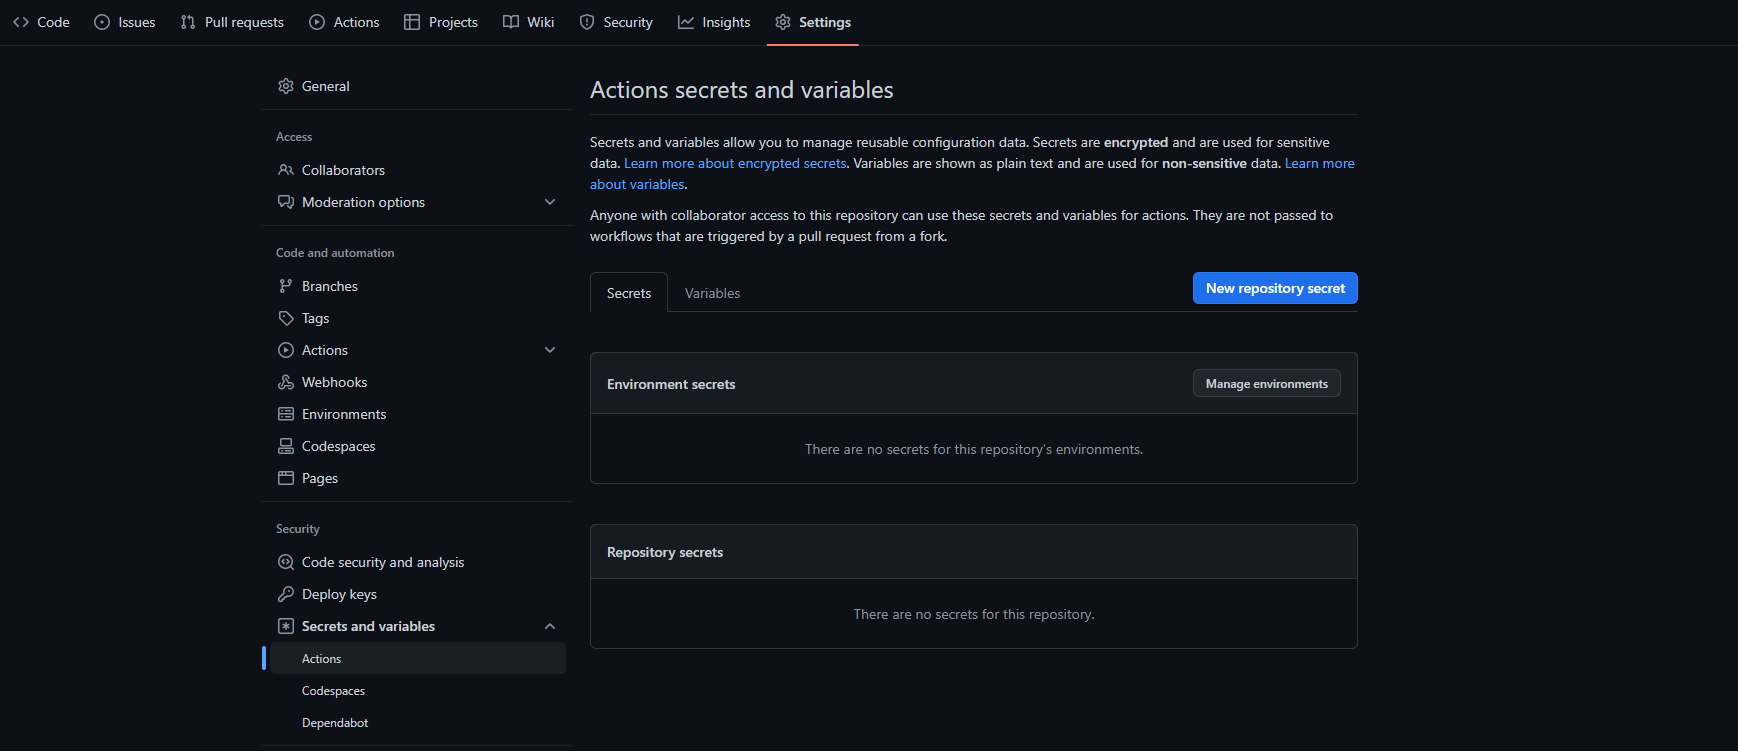 Code Issues Pull requests Actions Projects Wiki Security Insights Settings
General
Access
Collaborators
Moderation options
Code and automation
Branches
Tags
Actions
Webhooks
Environments
Codespaces
Pages
Security
Code security and analysis
Deploy keys
Secrets and variables
Actions
Codespaces
Dependabot
Actions secrets and variables
Secrets and variables allow you to manage reusable configuration data. Secrets are encrypted and are used for sensitive
data. Learn more about encrypted secrets. Variables are shown as plain text and are used for non-sensitive data. Learn more
about variables.
Anyone with collaborator access to this repository can use these secrets and variables for actions. They are not passed to
workflows that are triggered by a pull request from a fork.
Secrets Variables New repository secret
Environment secrets Manage environments
There are no secrets for this repository's environments.
Repository secrets
There are no secrets for this repository.